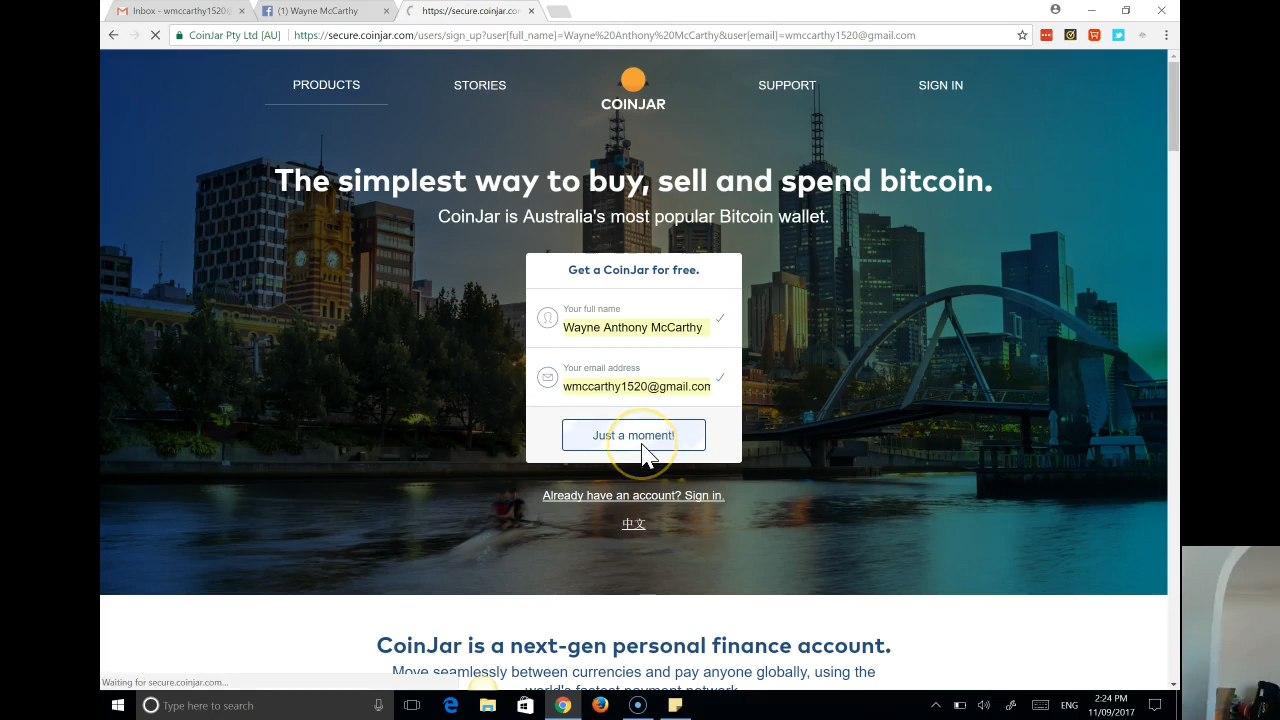 Inbox - wmccarthy1520@
(1) Wayne McCarthy
https://secure.coinjar.co
CoinJar Pty Ltd [AU]
https://secure.coinjar.com/users/sign_up?user[full_name]=Wayne%20Anthony%20McCarthy&user[email]=wmccarthy1520@gmail.com
PRODUCTS
STORIES
COINJAR
SUPPORT
SIGN IN
The simplest way to buy, sell and spend bitcoin.
CoinJar is Australia's most popular Bitcoin wallet.
Get a CoinJar for free.
Your full name
Wayne Anthony McCarthy
Your email address
wmccarthy1520@gmail.com
Just a moment!
Already have an account? Sign in.
中文
CoinJar is a next-gen personal finance account.
Move seamlessly between currencies and pay anyone globally, using the
world's fastest payment network.
Waiting for secure.coinjar.com...
Type here to search
ENG
2:24 PM
11/09/2017